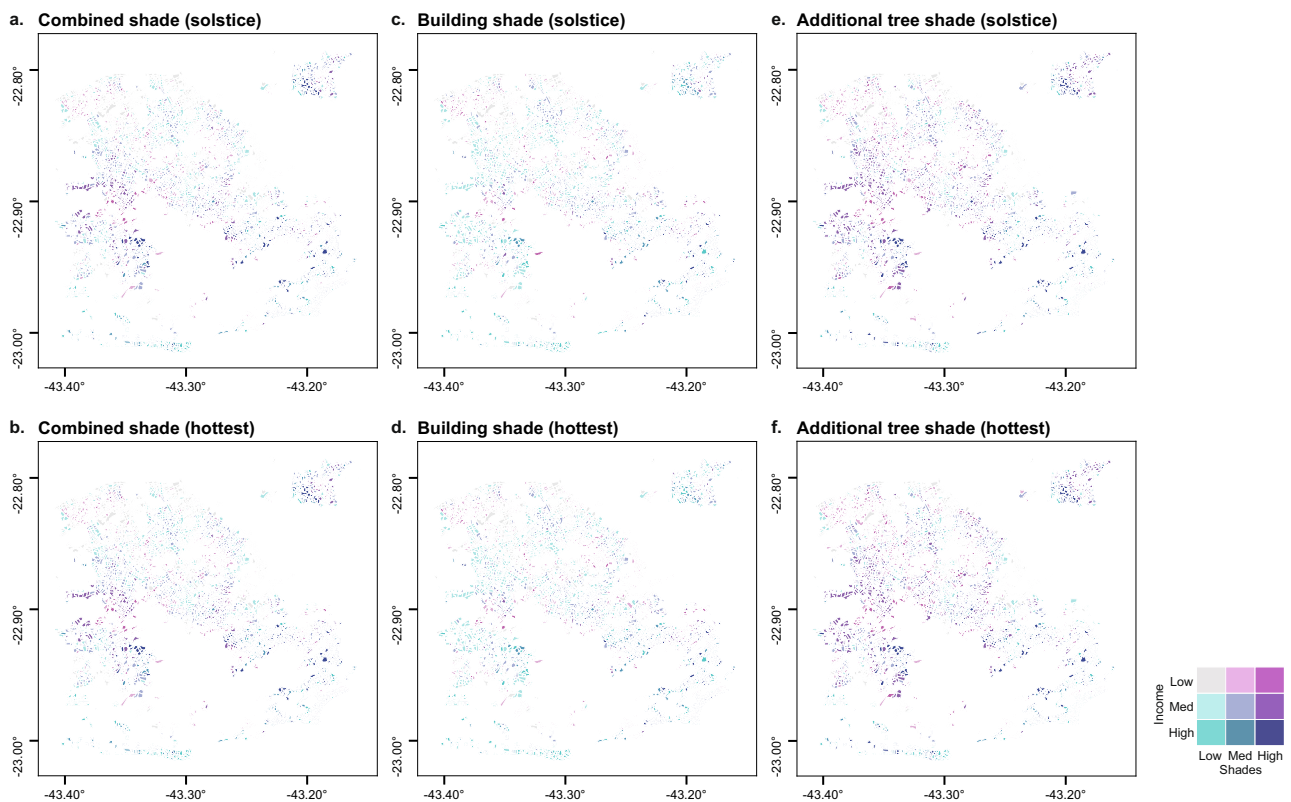 a. Combined shade (solstice)
c. Building shade (solstice)
e. Additional tree shade (solstice)
-22.80°
-22.90°
-23.00°
-22.80°
-22.90°
-23.00°
-22.80°
-22.90°
-23.00°
-43.40° -43.30° -43.20°
-43.40° -43.30° -43.20°
-43.40° -43.30° -43.20°
b. Combined shade (hottest)
d. Building shade (hottest)
f. Additional tree shade (hottest)
-22.80°
-22.90°
-23.00°
-22.80°
-22.90°
-23.00°
-22.80°
-22.90°
-23.00°
-43.40° -43.30° -43.20°
-43.40° -43.30° -43.20°
-43.40° -43.30° -43.20°
Income
Low
Med
High
Low Med High
Shades